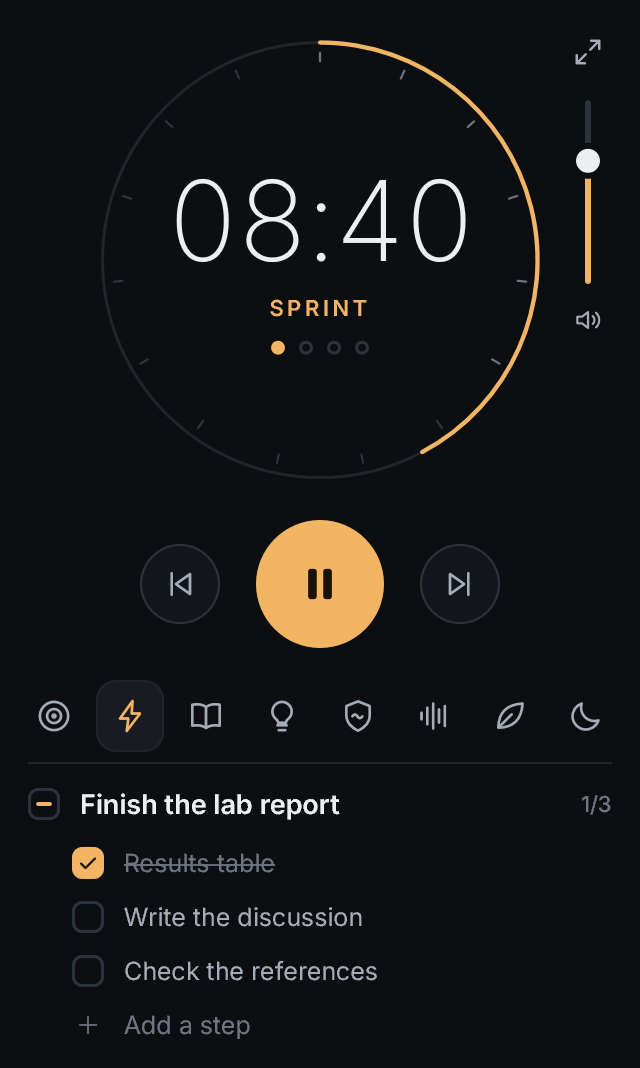 08:40
SPRINT
Finish the lab report 1/3
Results table
Write the discussion
Check the references
Add a step